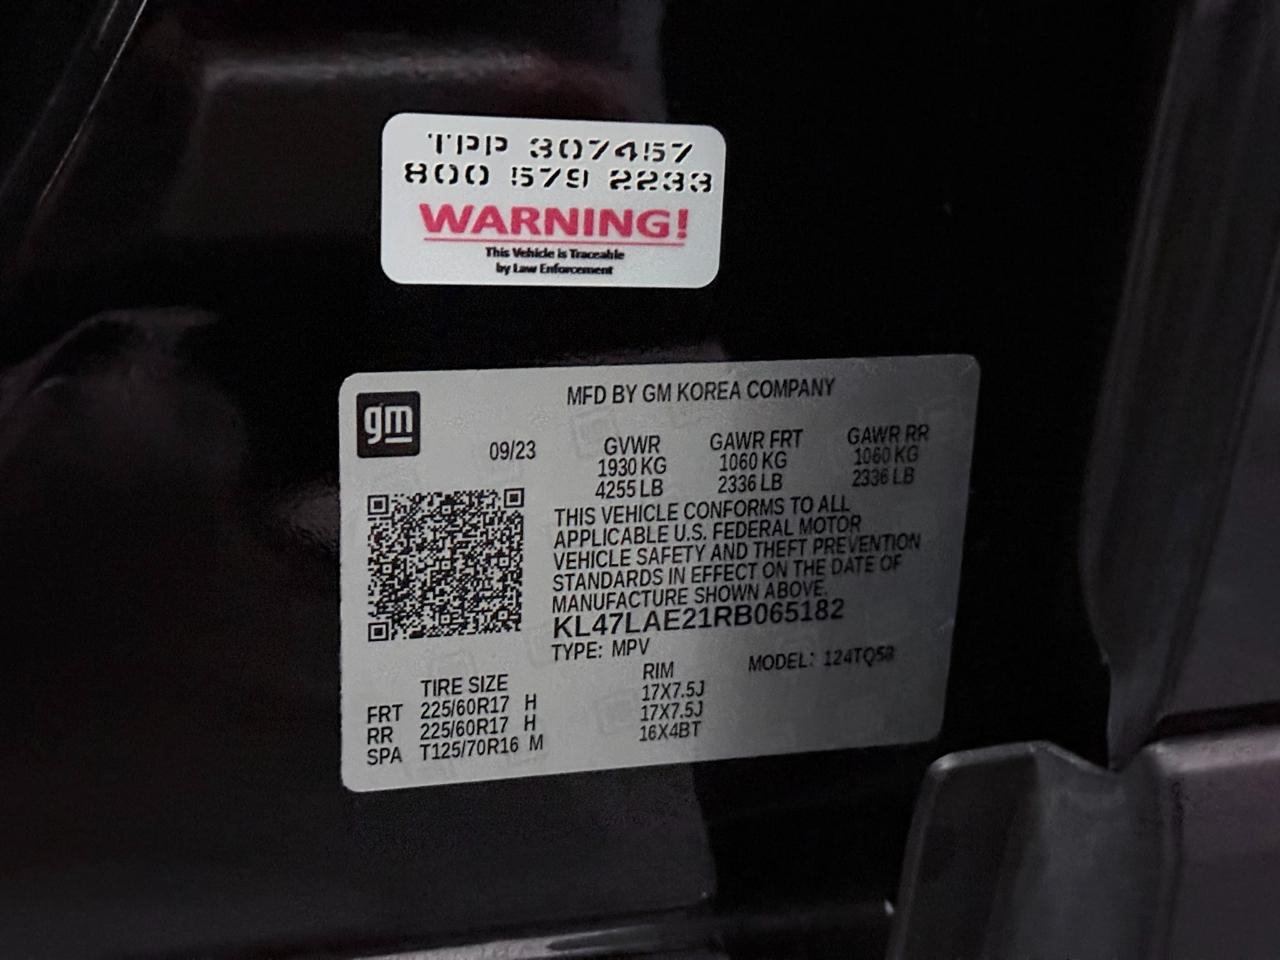 TPP 307457
800 579 2233
WARNING!
This Vehicle is Traceable
by Law Enforcement
gm
MFD BY GM KOREA COMPANY
09/23
GVWR
1930 KG
4255 LB
GAWR FRT
1060 KG
2336 LB
GAWR RR
1060 KG
2336 LB
THIS VEHICLE CONFORMS TO ALL
APPLICABLE U.S. FEDERAL MOTOR
VEHICLE SAFETY AND THEFT PREVENTION
STANDARDS IN EFFECT ON THE DATE OF
MANUFACTURE SHOWN ABOVE.
KL47LAE21RB065182
TYPE: MPV
MODEL: 124TQ58
TIRE SIZE RIM
FRT 225/60R17 H 17X7.5J
RR 225/60R17 H 17X7.5J
SPA T125/70R16 M 16X4BT